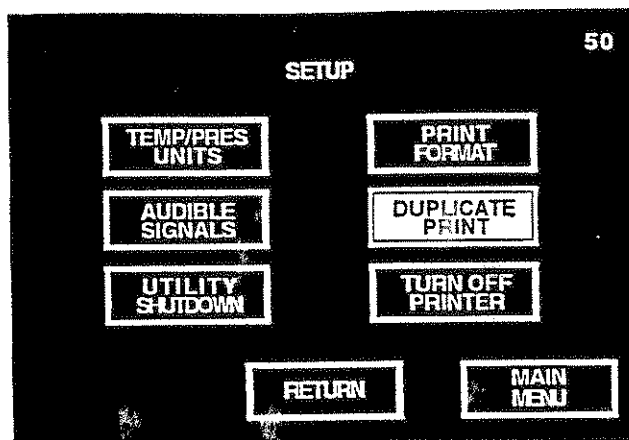 50
SETUP
TEMP/PRES
UNITS
PRINT
FORMAT
AUDIBLE
SIGNALS
DUPLICATE
PRINT
UTILITY
SHUTDOWN
TURN OFF
PRINTER
RETURN
MAIN
MENU